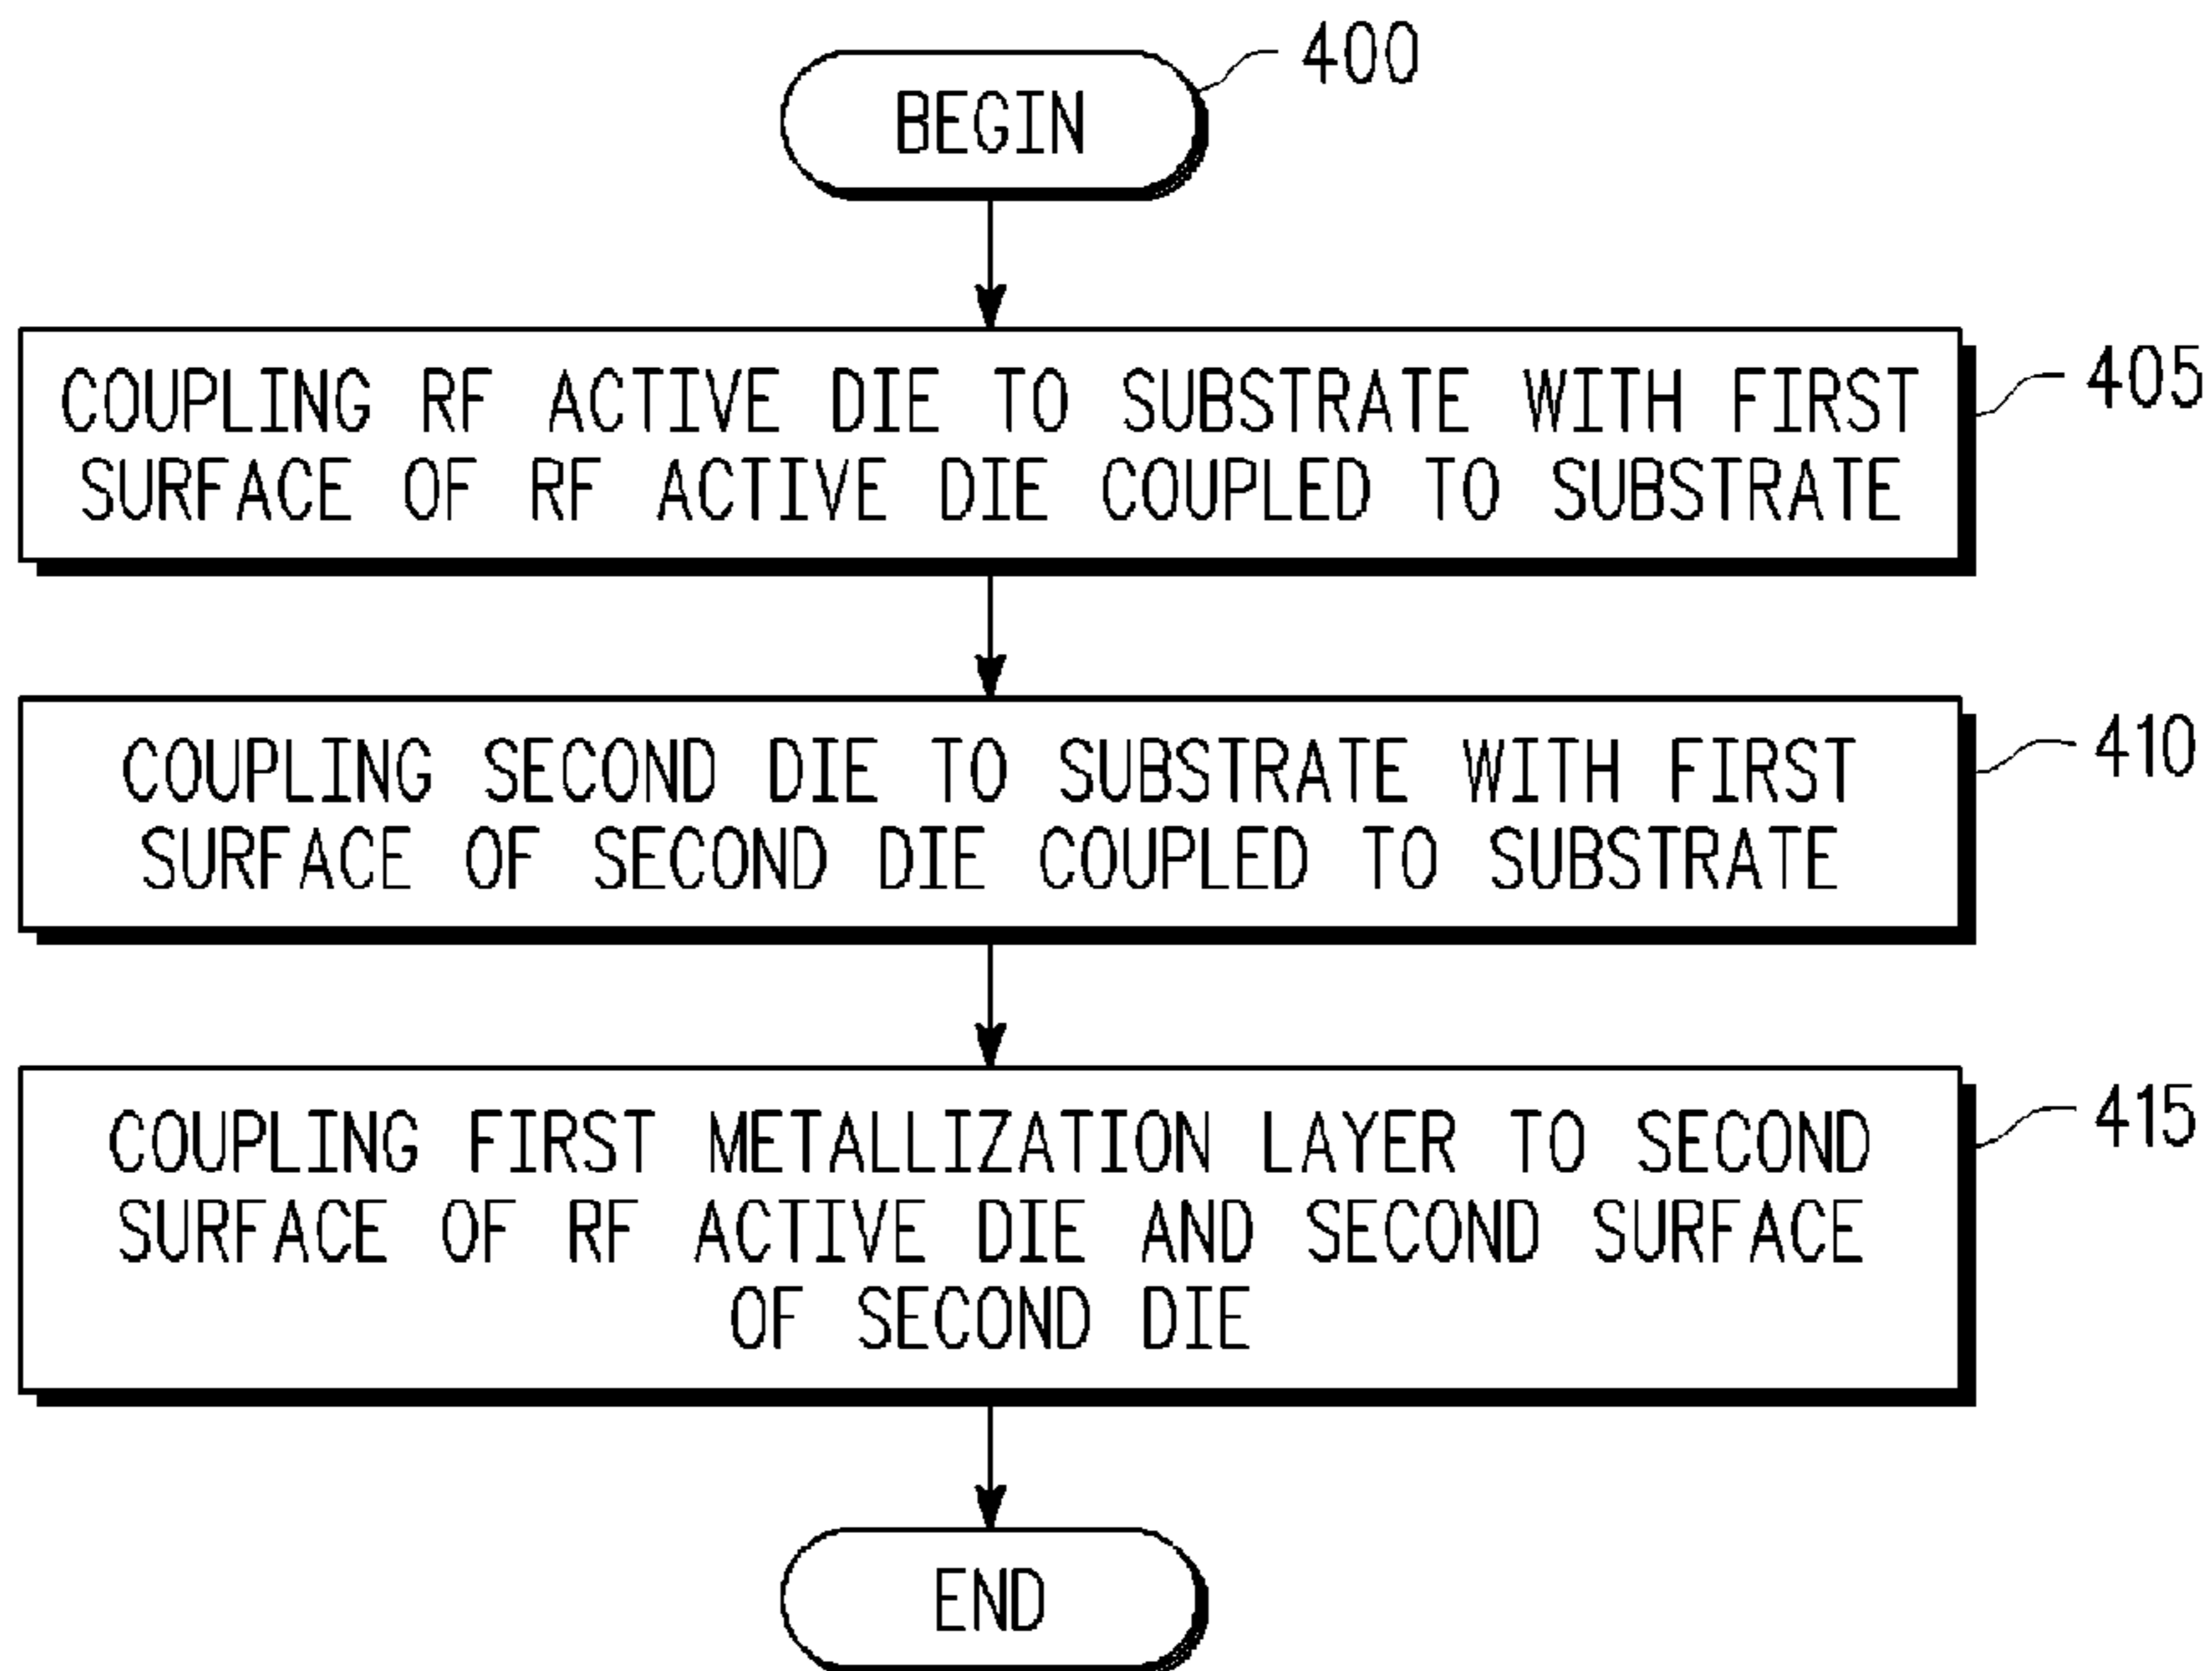 400
BEGIN
COUPLING RF ACTIVE DIE TO SUBSTRATE WITH FIRST
SURFACE OF RF ACTIVE DIE COUPLED TO SUBSTRATE
405
COUPLING SECOND DIE TO SUBSTRATE WITH FIRST
SURFACE OF SECOND DIE COUPLED TO SUBSTRATE
410
COUPLING FIRST METALLIZATION LAYER TO SECOND
SURFACE OF RF ACTIVE DIE AND SECOND SURFACE
OF SECOND DIE
415
END